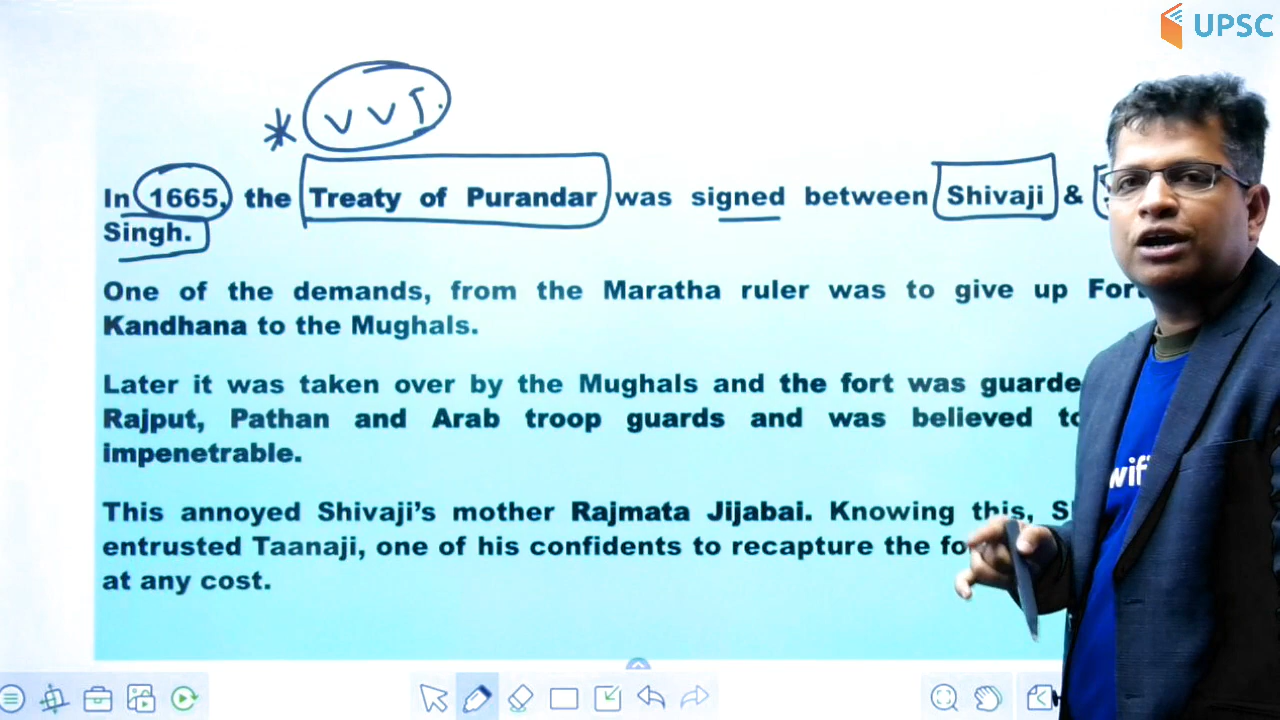 UPSC
* VVI.
In 1665, the Treaty of Purandar was signed between Shivaji &
Singh.
One of the demands, from the Maratha ruler was to give up Fort
Kandhana to the Mughals.
Later it was taken over by the Mughals and the fort was
Rajput, Pathan and Arab troop guards and was believed to
impenetrable.
This annoyed Shivaji's mother Rajmata Jijabai. Knowing this,
entrusted Taanaji, one of his confidents to recapture the
at any cost.